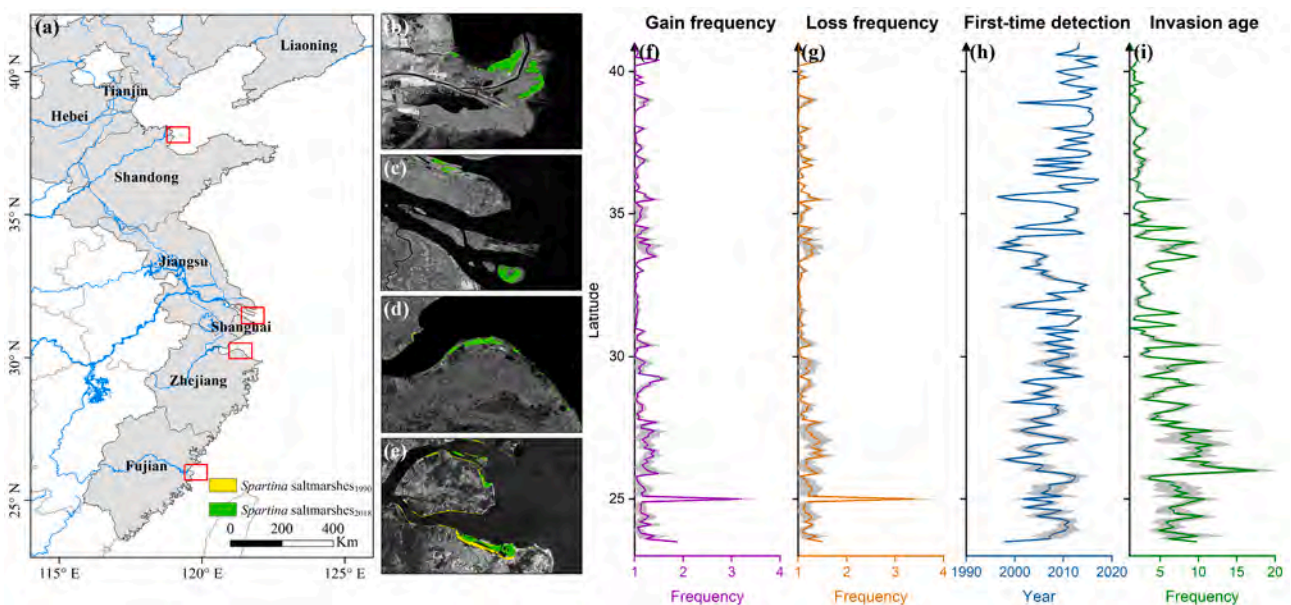 Gain frequency
Loss frequency
First-time detection
Invasion age
(a)
Liaoning
Tianjin
Hebei
Shandong
Jiangsu
Shanghai
Zhejiang
Fujian
Spartina saltmarshes1990
Spartina saltmarshes2018
0 200 400
Km
40° N
35° N
30° N
25° N
115° E
120° E
125° E
(b)
(c)
(d)
(e)
(f)
(g)
(h)
(i)
Latitude
40
35
30
25
1 2 3 4
Frequency
1 2 3 4
Frequency
1990 2000 2010 2020
Year
5 10 15 20
Frequency